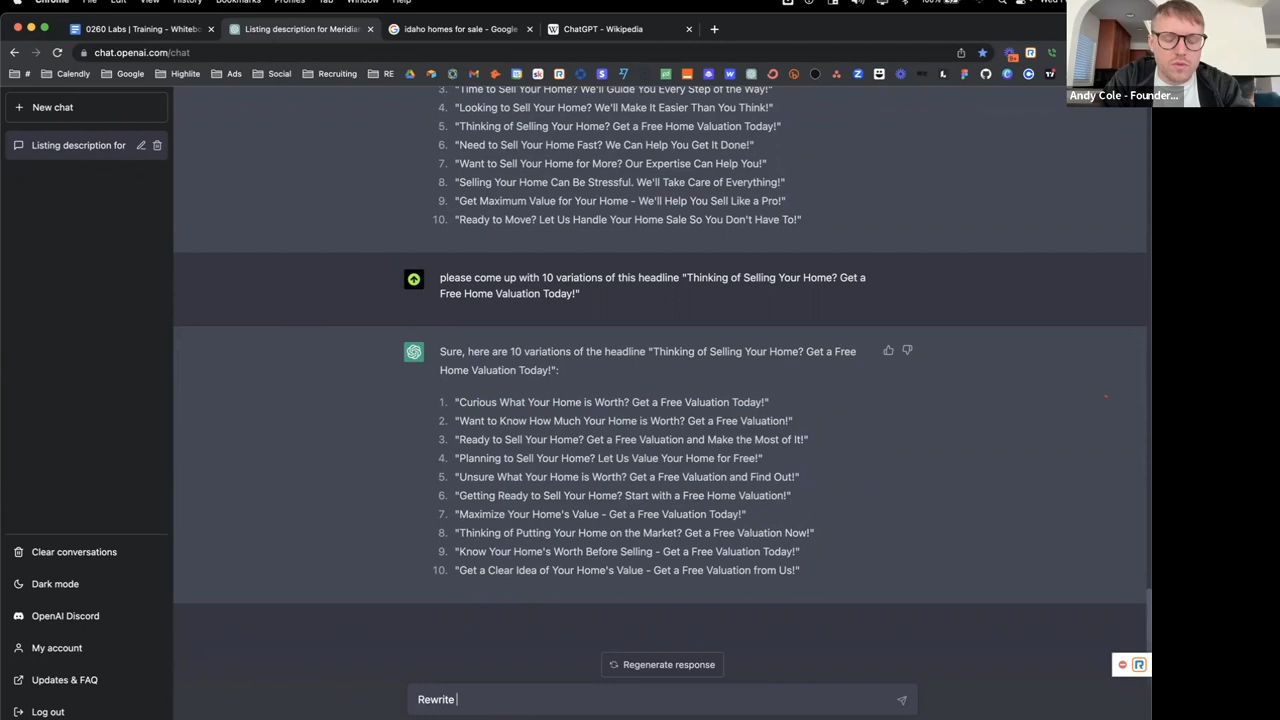 Chrome File Edit View History Bookmarks Profiles Tab Window Help
0260 Labs | Training - Whitebo
Listing description for Meridia
idaho homes for sale - Google
ChatGPT - Wikipedia
chat.openai.com/chat
# Calendly Google Highlite Ads Social Recruiting RE
Andy Cole - Founder...
New chat
Listing description for
3. "Time to Sell Your Home? We'll Guide You Every Step of the Way!"
4. "Looking to Sell Your Home? We'll Make It Easier Than You Think!"
5. "Thinking of Selling Your Home? Get a Free Home Valuation Today!"
6. "Need to Sell Your Home Fast? We Can Help You Get It Done!"
7. "Want to Sell Your Home for More? Our Expertise Can Help You!"
8. "Selling Your Home Can Be Stressful. We'll Take Care of Everything!"
9. "Get Maximum Value for Your Home - We'll Help You Sell Like a Pro!"
10. "Ready to Move? Let Us Handle Your Home Sale So You Don't Have To!"
please come up with 10 variations of this headline "Thinking of Selling Your Home? Get a
Free Home Valuation Today!"
Sure, here are 10 variations of the headline "Thinking of Selling Your Home? Get a Free
Home Valuation Today!":
1. "Curious What Your Home is Worth? Get a Free Valuation Today!"
2. "Want to Know How Much Your Home is Worth? Get a Free Valuation!"
3. "Ready to Sell Your Home? Get a Free Valuation and Make the Most of It!"
4. "Planning to Sell Your Home? Let Us Value Your Home for Free!"
5. "Unsure What Your Home is Worth? Get a Free Valuation and Find Out!"
6. "Getting Ready to Sell Your Home? Start with a Free Home Valuation!"
7. "Maximize Your Home's Value - Get a Free Valuation Today!"
8. "Thinking of Putting Your Home on the Market? Get a Free Valuation Now!"
9. "Know Your Home's Worth Before Selling - Get a Free Valuation Today!"
10. "Get a Clear Idea of Your Home's Value - Get a Free Valuation from Us!"
Clear conversations
Dark mode
OpenAI Discord
My account
Updates & FAQ
Log out
Regenerate response
Rewrite